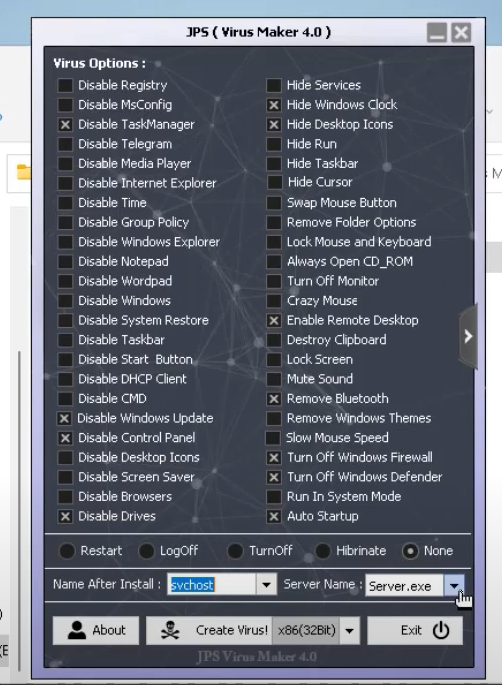 JPS ( Virus Maker 4.0 )
Virus Options :
Disable Registry
Disable MsConfig
Disable TaskManager
Disable Telegram
Disable Media Player
Disable Internet Explorer
Disable Time
Disable Group Policy
Disable Windows Explorer
Disable Notepad
Disable Wordpad
Disable Windows
Disable System Restore
Disable Taskbar
Disable Start Button
Disable DHCP Client
Disable CMD
Disable Windows Update
Disable Control Panel
Disable Desktop Icons
Disable Screen Saver
Disable Browsers
Disable Drives
Hide Services
Hide Windows Clock
Hide Desktop Icons
Hide Run
Hide Taskbar
Hide Cursor
Swap Mouse Button
Remove Folder Options
Lock Mouse and Keyboard
Always Open CD_ROM
Turn Off Monitor
Crazy Mouse
Enable Remote Desktop
Destroy Clipboard
Lock Screen
Mute Sound
Remove Bluetooth
Remove Windows Themes
Slow Mouse Speed
Turn Off Windows Firewall
Turn Off Windows Defender
Run In System Mode
Auto Startup
Restart LogOff TurnOff Hibrinate None
Name After Install : svchost Server Name : Server.exe
About Create Virus! x86(32Bit) Exit
JPS Virus Maker 4.0